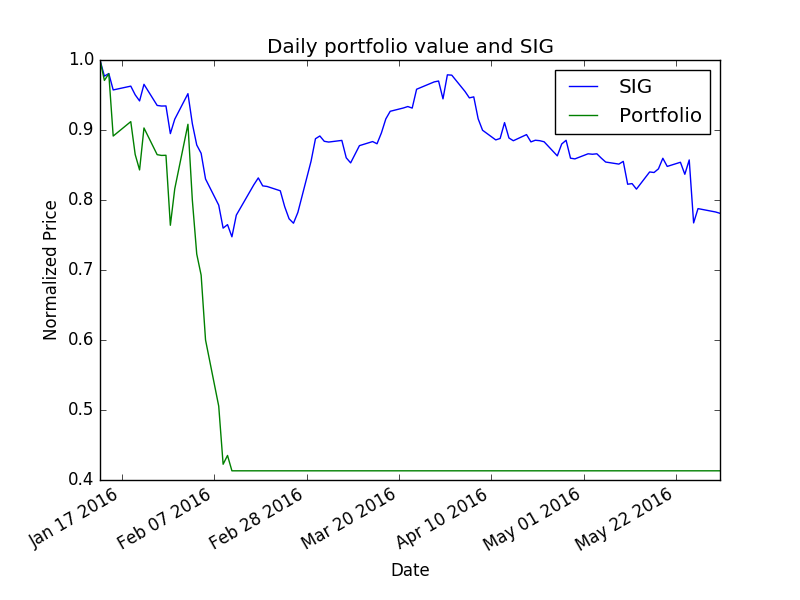 Daily portfolio value and SIG
1.0
0.9
0.8
0.7
0.6
0.5
0.4
Normalized Price
SIG
Portfolio
Jan 17 2016
Feb 07 2016
Feb 28 2016
Mar 20 2016
Apr 10 2016
May 01 2016
May 22 2016
Date